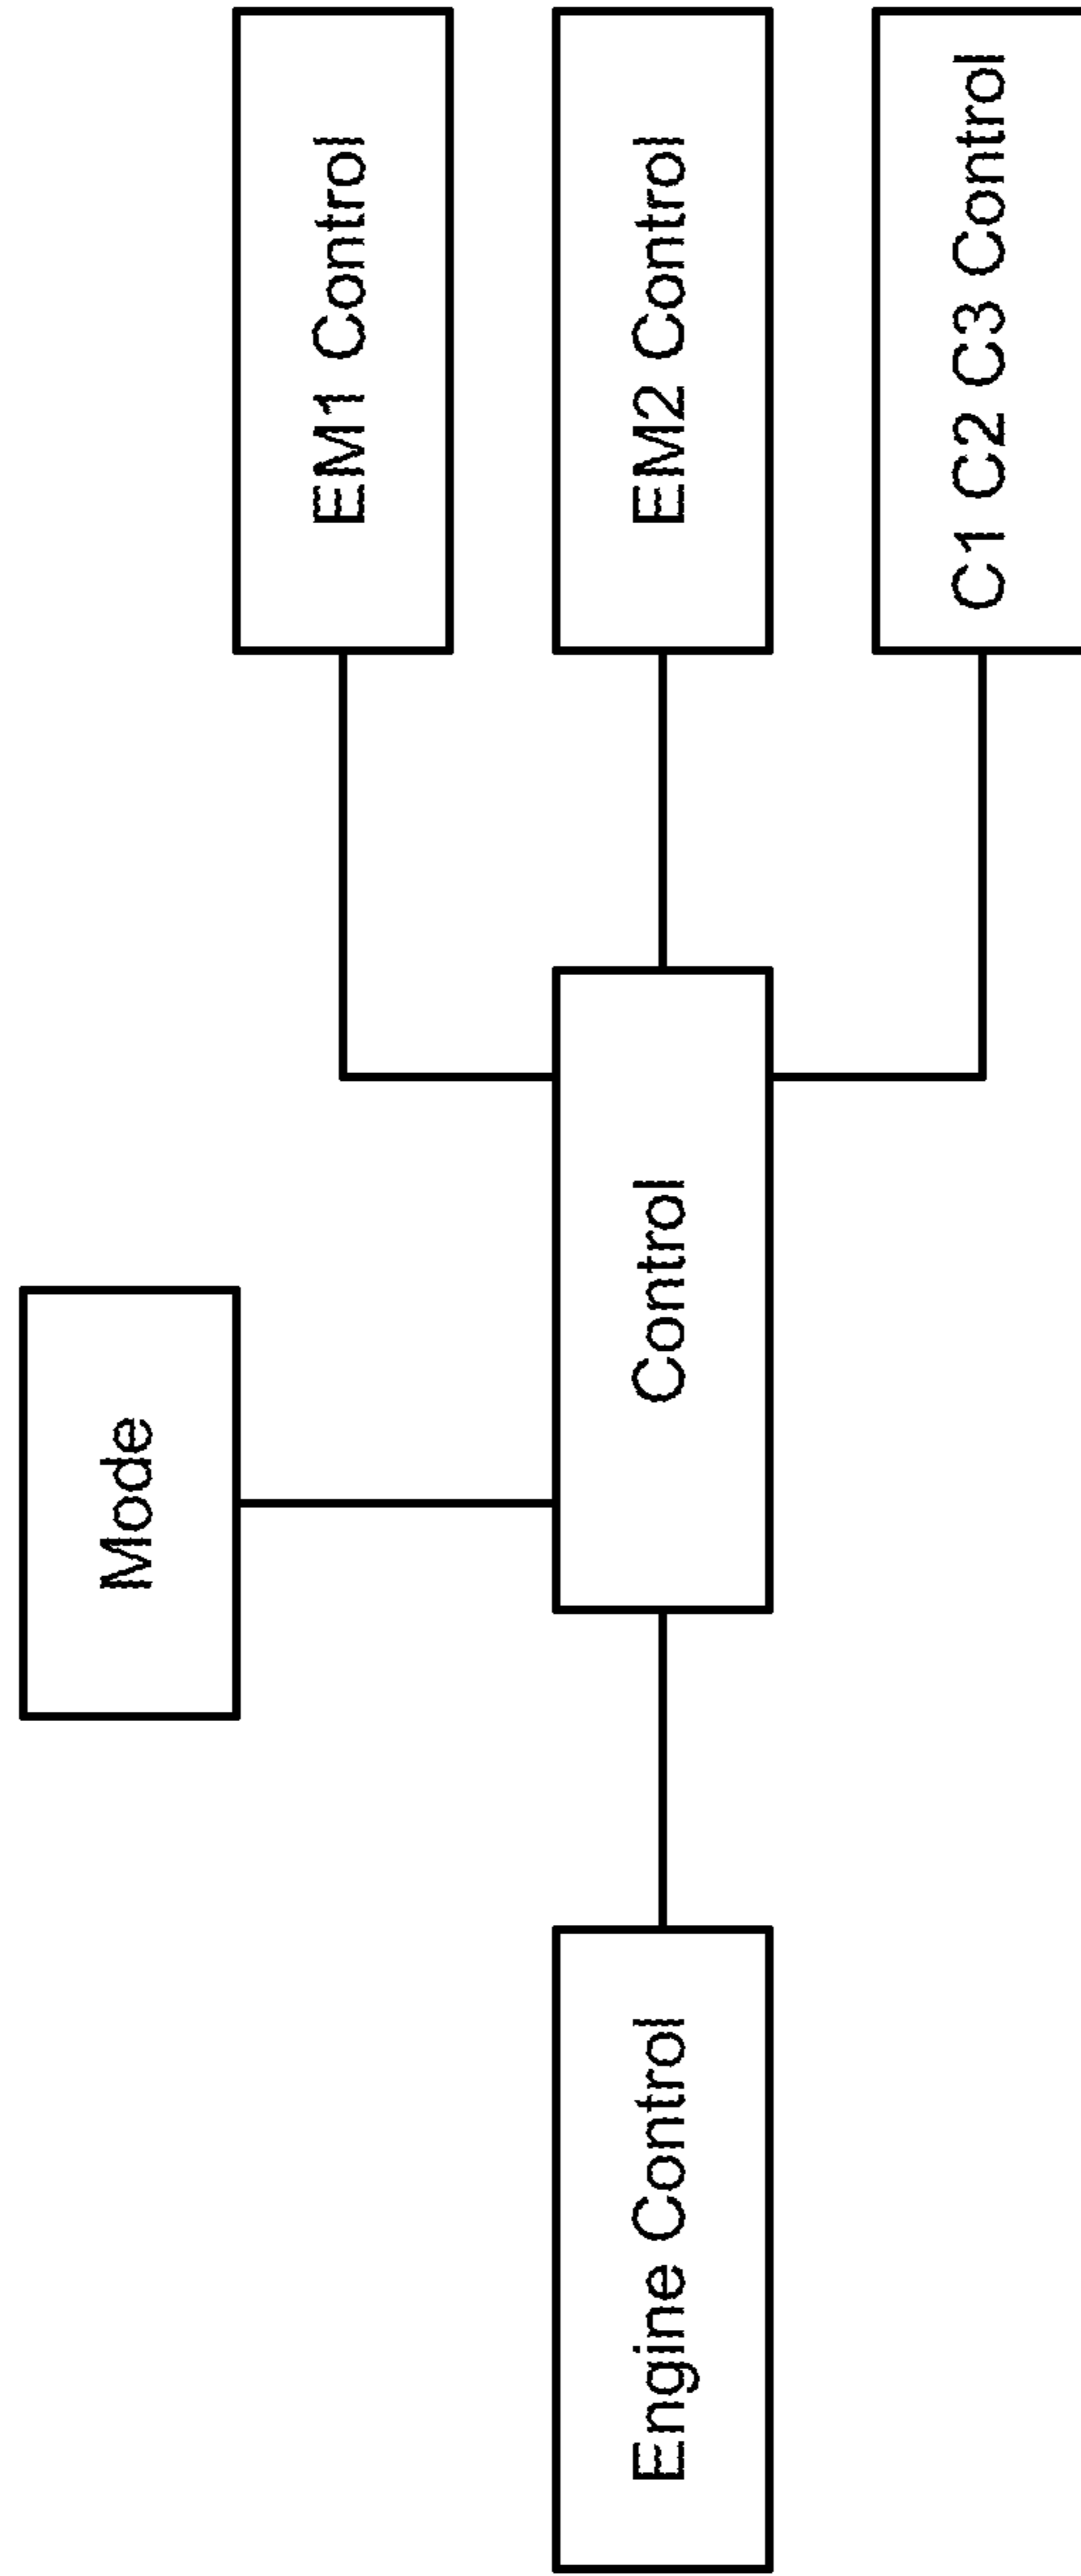 Mode
EM1 Control
Engine Control
Control
EM2 Control
C1 C2 C3 Control